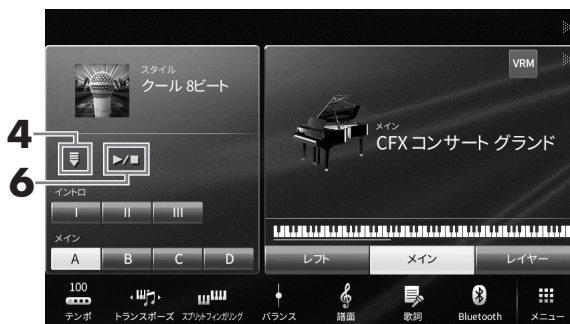 スタイル
クール 8ビート
VRM
メイン
CFX コンサート グランド
4
6
イントロ
I II III
メイン
A B C D
レフト メイン レイヤー
100
テンポ トランスポーズ スプリットフィンガリング バランス 譜面 歌詞 Bluetooth メニュー